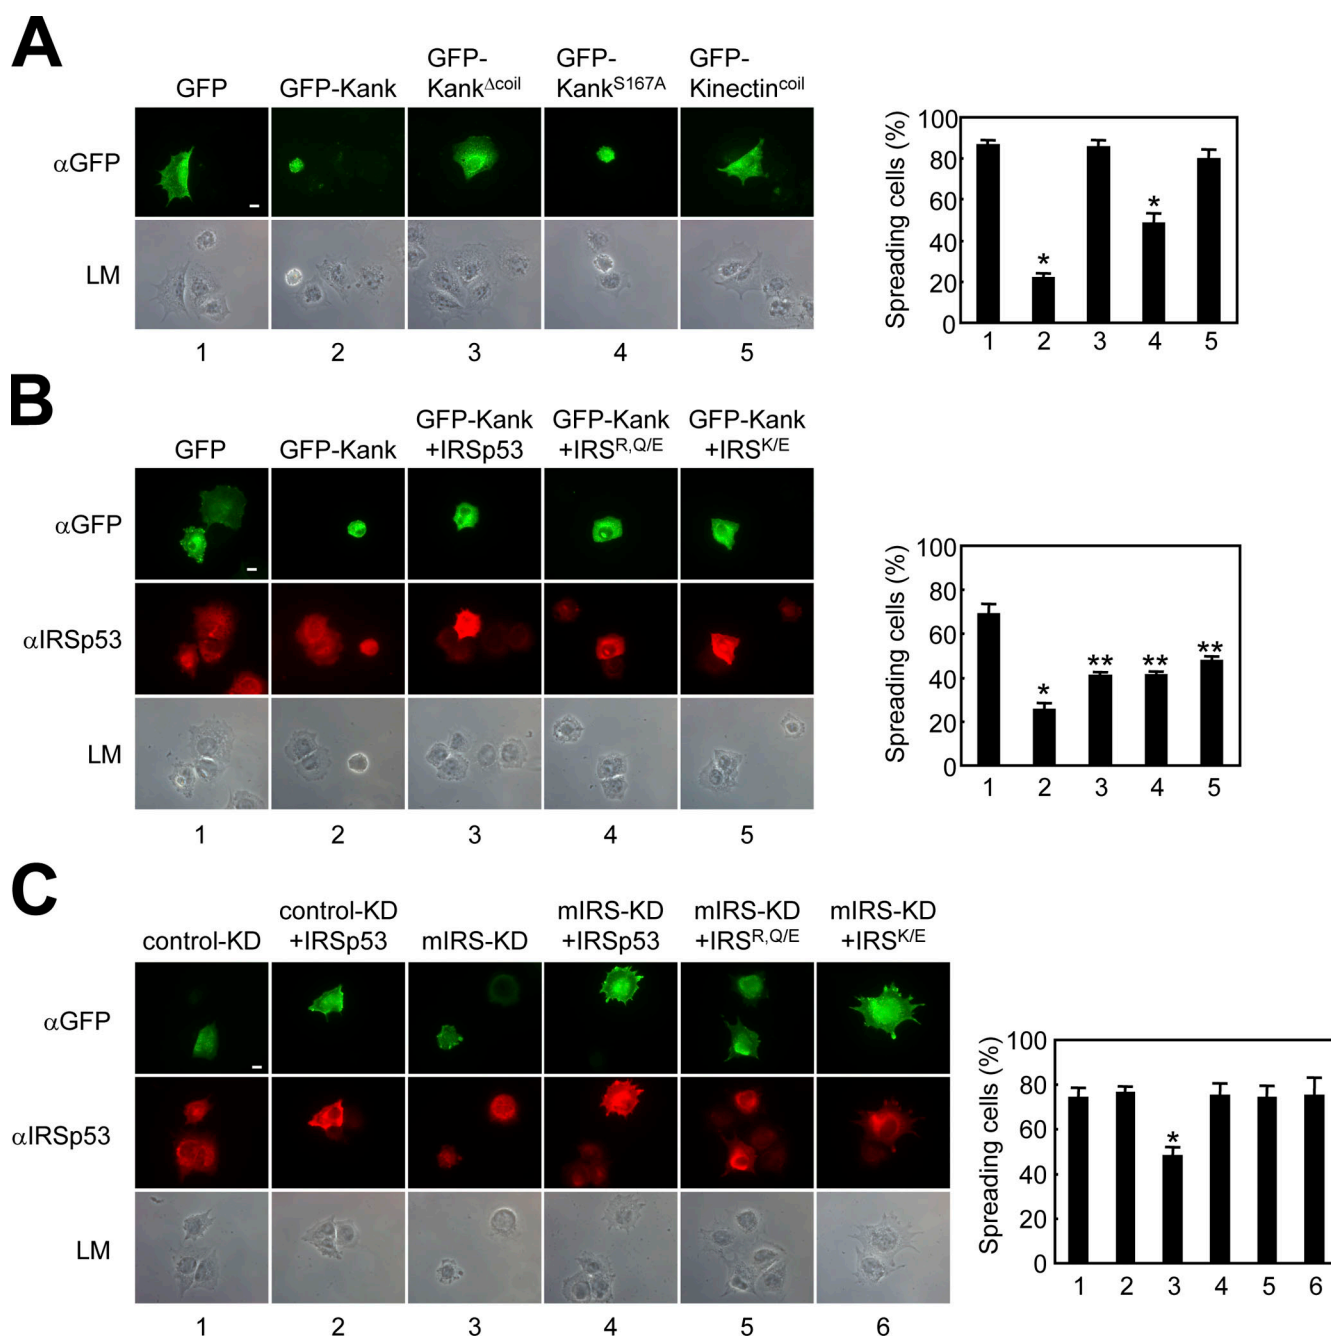 A
GFP
GFP-Kank
GFP-
Kank^Δcoil
GFP-
Kank^S167A
GFP-
Kinectin^coil
αGFP
LM
1 2 3 4 5
Spreading cells (%)
100
80
60
40
20
0
* *
1 2 3 4 5
B
GFP
GFP-Kank
GFP-Kank
+IRSp53
GFP-Kank
+IRS^R,Q/E
GFP-Kank
+IRS^K/E
αGFP
αIRSp53
LM
1 2 3 4 5
Spreading cells (%)
100
80
60
40
20
0
* ** ** **
1 2 3 4 5
C
control-KD
control-KD
+IRSp53
mIRS-KD
mIRS-KD
+IRSp53
mIRS-KD
+IRS^R,Q/E
mIRS-KD
+IRS^K/E
αGFP
αIRSp53
LM
1 2 3 4 5 6
Spreading cells (%)
100
80
60
40
20
0
*
1 2 3 4 5 6